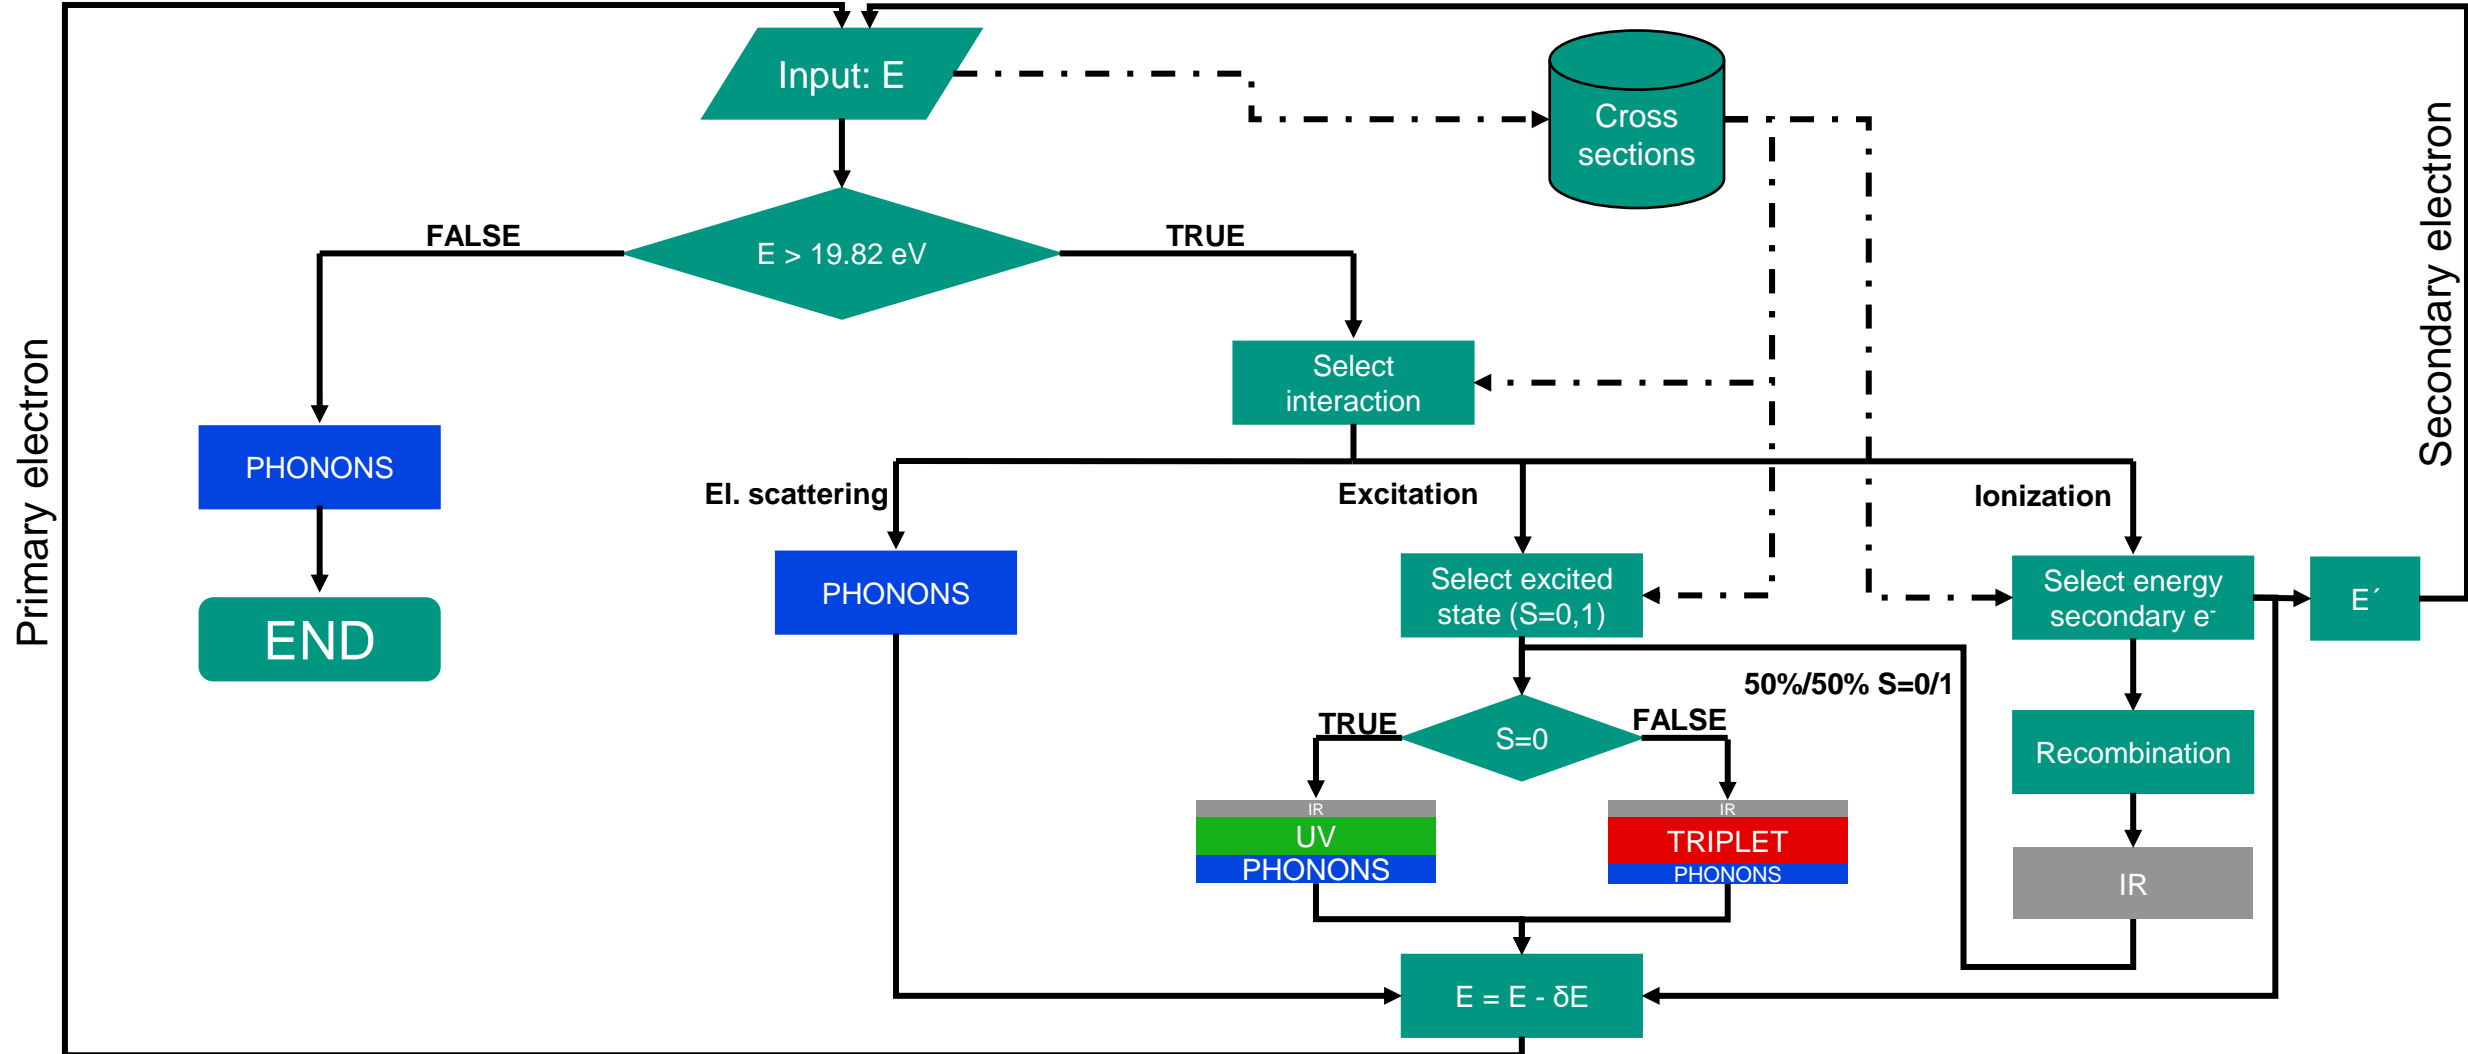 Input: E
Cross
sections
E > 19.82 eV
FALSE
TRUE
Primary electron
Secondary electron
Select
interaction
PHONONS
END
El. scattering
Excitation
Ionization
PHONONS
Select excited
state (S=0,1)
Select energy
secondary e⁻
E´
50%/50% S=0/1
TRUE
FALSE
S=0
Recombination
IR
UV
PHONONS
IR
TRIPLET
PHONONS
IR
E = E - δE